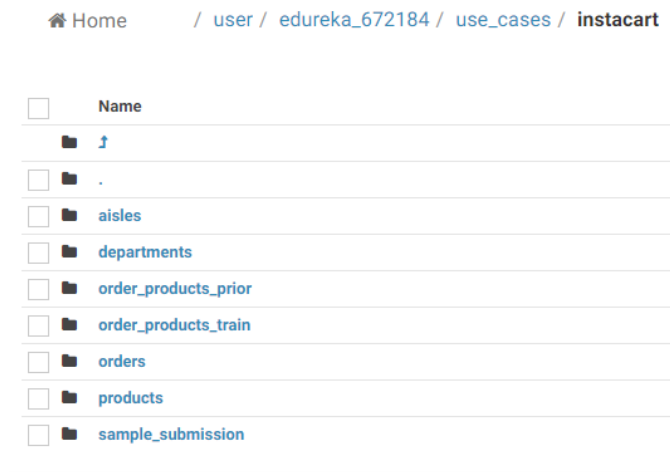 Home / user / edureka_672184 / use_cases / instacart
Name
.
aisles
departments
order_products_prior
order_products_train
orders
products
sample_submission